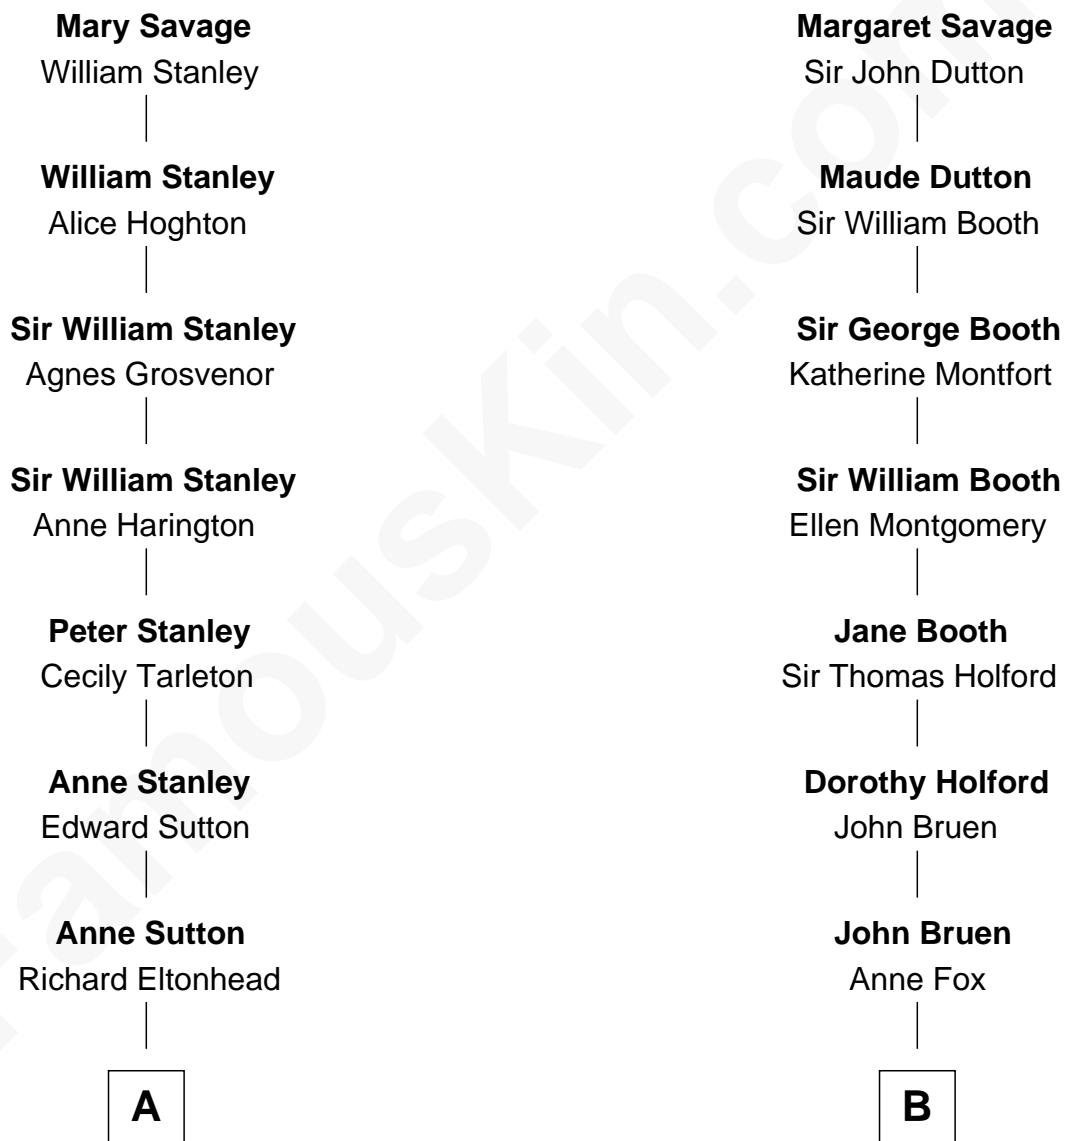 Mary Savage
William Stanley
William Stanley
Alice Hoghton
Sir William Stanley
Agnes Grosvenor
Sir William Stanley
Anne Harington
Peter Stanley
Cecily Tarleton
Anne Stanley
Edward Sutton
Anne Sutton
Richard Eltonhead
A
Margaret Savage
Sir John Dutton
Maude Dutton
Sir William Booth
Sir George Booth
Katherine Montfort
Sir William Booth
Ellen Montgomery
Jane Booth
Sir Thomas Holford
Dorothy Holford
John Bruen
John Bruen
Anne Fox
B
FamousKin.com